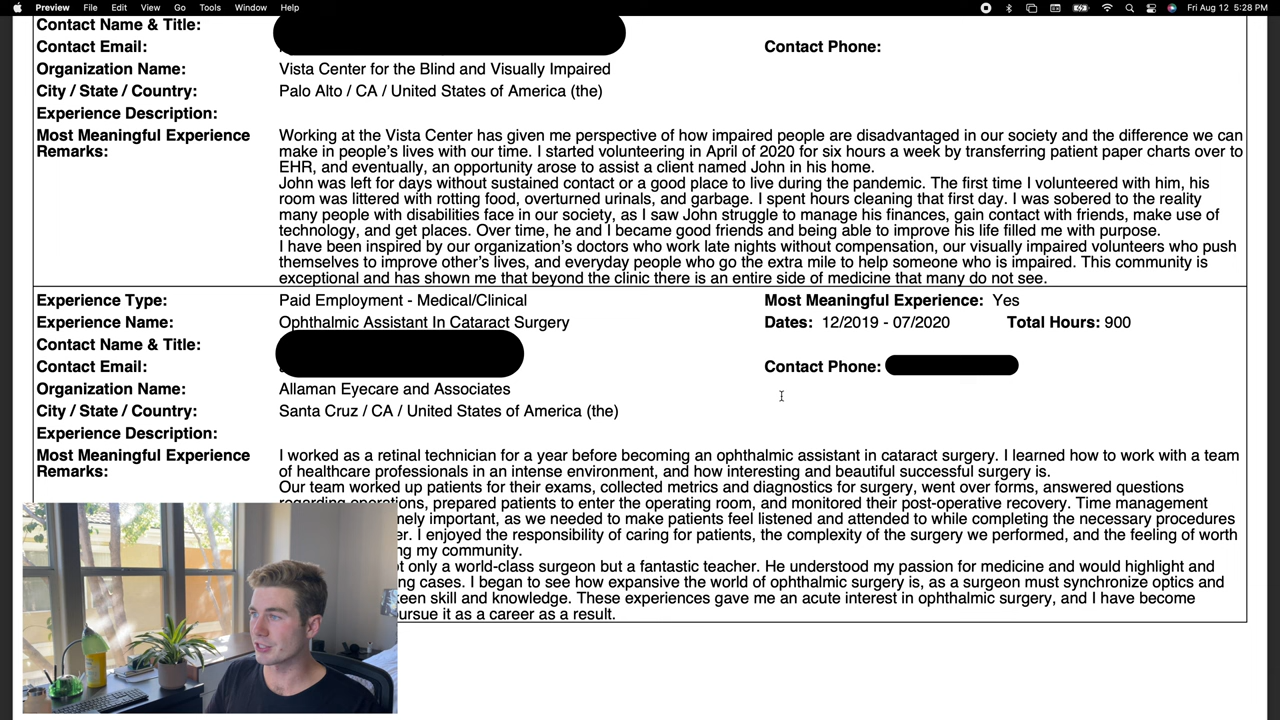 Preview File Edit View Go Tools Window Help Fri Aug 12 5:28 PM
Contact Name & Title:
Contact Email: Contact Phone:
Organization Name: Vista Center for the Blind and Visually Impaired
City / State / Country: Palo Alto / CA / United States of America (the)
Experience Description:
Most Meaningful Experience Remarks:
Working at the Vista Center has given me perspective of how impaired people are disadvantaged in our society and the difference we can
make in people's lives with our time. I started volunteering in April of 2020 for six hours a week by transferring patient paper charts over to
EHR, and eventually, an opportunity arose to assist a client named John in his home.
John was left for days without sustained contact or a good place to live during the pandemic. The first time I volunteered with him, his
room was littered with rotting food, overturned urinals, and garbage. I spent hours cleaning that first day. I was sobered to the reality
many people with disabilities face in our society, as I saw John struggle to manage his finances, gain contact with friends, make use of
technology, and get places. Over time, he and I became good friends and being able to improve his life filled me with purpose.
I have been inspired by our organization's doctors who work late nights without compensation, our visually impaired volunteers who push
themselves to improve other's lives, and everyday people who go the extra mile to help someone who is impaired. This community is
exceptional and has shown me that beyond the clinic there is an entire side of medicine that many do not see.
Experience Type: Paid Employment - Medical/Clinical Most Meaningful Experience: Yes
Experience Name: Ophthalmic Assistant In Cataract Surgery Dates: 12/2019 - 07/2020 Total Hours: 900
Contact Name & Title:
Contact Email: Contact Phone:
Organization Name: Allaman Eyecare and Associates
City / State / Country: Santa Cruz / CA / United States of America (the)
Experience Description:
Most Meaningful Experience Remarks:
I worked as a retinal technician for a year before becoming an ophthalmic assistant in cataract surgery. I learned how to work with a team
of healthcare professionals in an intense environment, and how interesting and beautiful successful surgery is.
Our team worked up patients for their exams, collected metrics and diagnostics for surgery, went over forms, answered questions
regarding operations, prepared patients to enter the operating room, and monitored their post-operative recovery. Time management
as we needed to make patients feel listened and attended to while completing the necessary procedures
I enjoyed the responsibility of caring for patients, the complexity of the surgery we performed, and the feeling of worth
my community.
only a world-class surgeon but a fantastic teacher. He understood my passion for medicine and would highlight and
cases. I began to see how expansive the world of ophthalmic surgery is, as a surgeon must synchronize optics and
skill and knowledge. These experiences gave me an acute interest in ophthalmic surgery, and I have become
it as a career as a result.